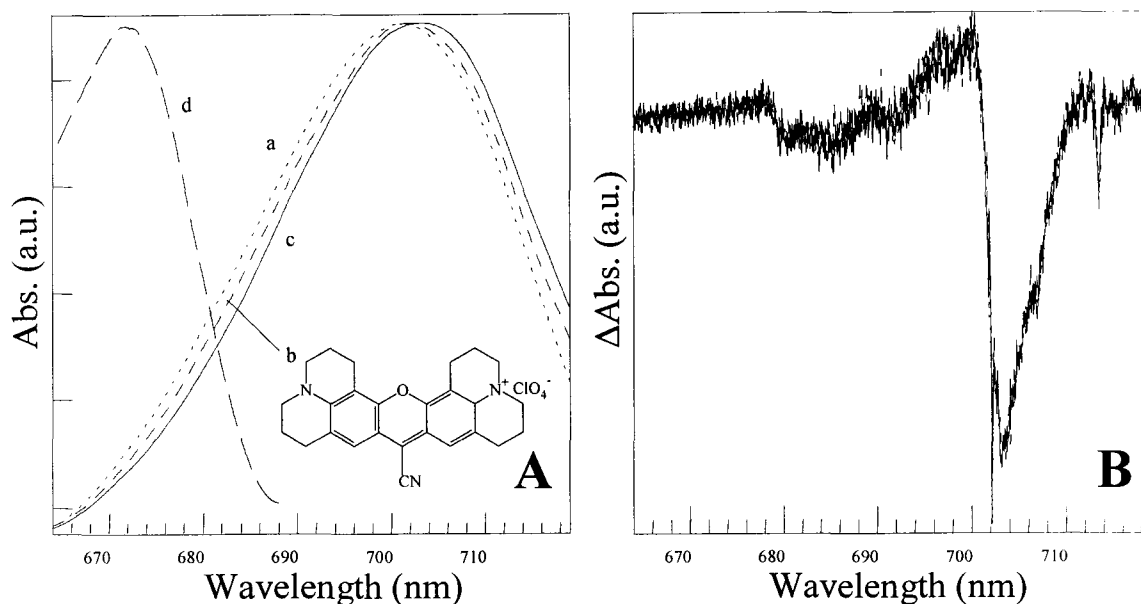 Abs. (a.u.)
d
a
c
b
N
O
N+ ClO4-
CN
A
670 680 690 700 710
Wavelength (nm)
ΔAbs. (a.u.)
B
670 680 690 700 710
Wavelength (nm)